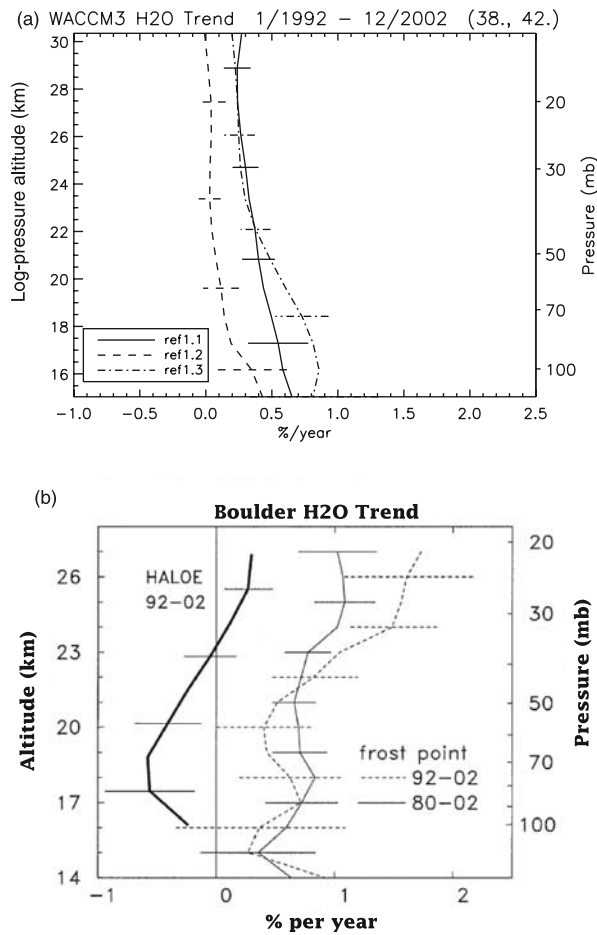 (a) WACCM3 H2O Trend 1/1992 – 12/2002 (38., 42.)
Log-pressure altitude (km)
30
28
26
24
22
20
18
16
20
30
50
70
100
Pressure (mb)
ref1.1
ref1.2
ref1.3
-1.0 -0.5 0.0 0.5 1.0 1.5 2.0 2.5
%/year
(b)
Boulder H2O Trend
Altitude (km)
26
23
20
17
14
HALOE
92-02
20
30
50
70
100
Pressure (mb)
frost point
92-02
80-02
-1 0 1 2
% per year